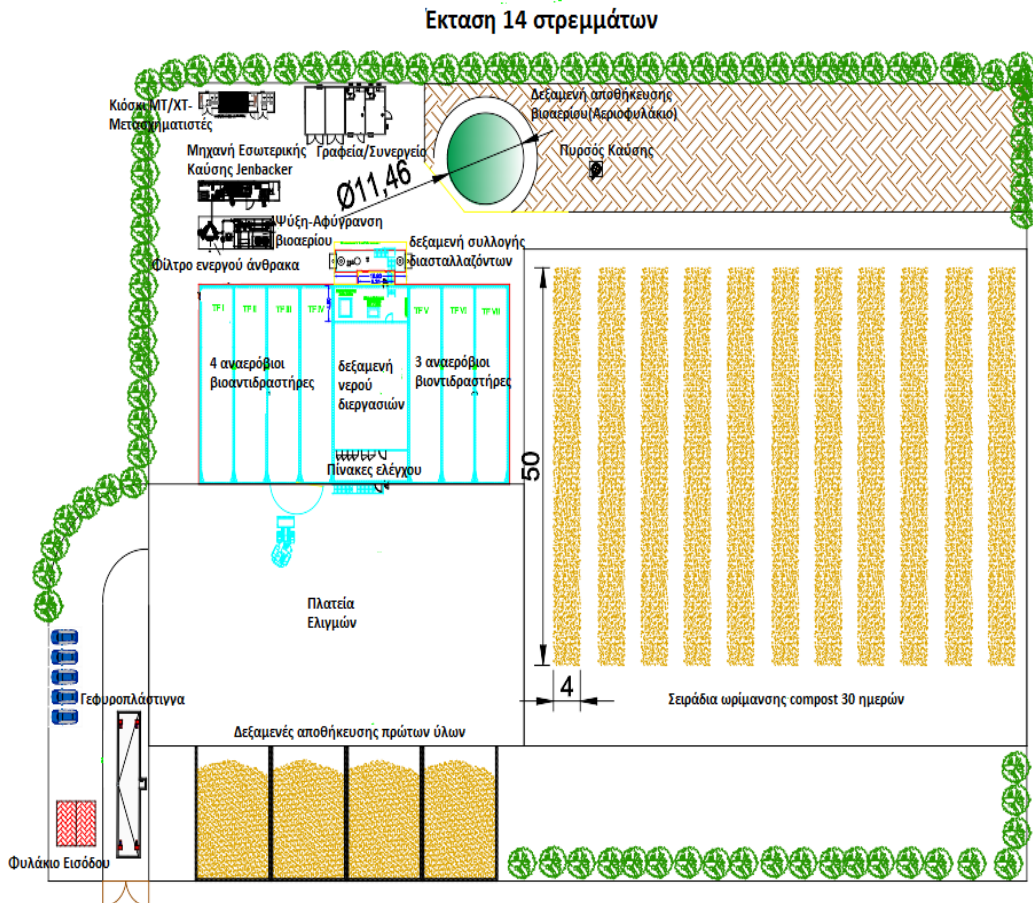 Έκταση 14 στρεμμάτων
Κιόσκι ΜΤ/ΧΤ-
Μετασχηματιστές
Δεξαμενή αποθήκευσης
βιοαερίου(Αεριοφυλάκιο)
Μηχανή Εσωτερικής
Καύσης Jenbacker
Γραφεία/Συνεργείο
Πυρσός Καύσης
Ø11,46
Ψύξη-Αφύγρανση
βιοαερίου
Φίλτρο ενεργού άνθρακα
δεξαμενή συλλογής
διασταλλαζόντων
TF I
TF II
TF III
TF IV
TF V
TF VI
TF VII
4 αναερόβιοι
βιοαντιδραστήρες
δεξαμενή
νερού
διεργασιών
3 αναερόβιοι
βιοντιδραστήρες
Πίνακες ελέγχου
50
Πλατεία
Ελιγμών
4
Σειράδια ωρίμανσης compost 30 ημερών
Γεφυροπλάστιγγα
Δεξαμενές αποθήκευσης πρώτων ύλων
Φυλάκιο Εισόδου